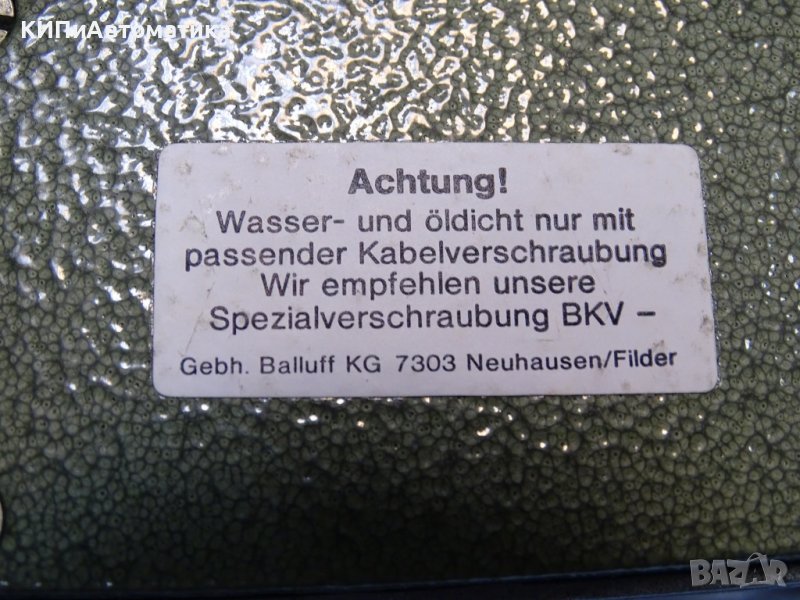 КИПиАвтоматика
Achtung!
Wasser- und öldicht nur mit
passender Kabelverschraubung
Wir empfehlen unsere
Spezialverschraubung BKV –
Gebh. Balluff KG 7303 Neuhausen/Filder
BAZAR